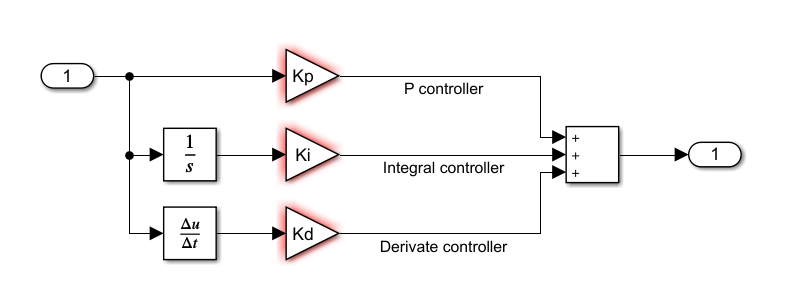 1
Kp
P controller
1
s
Ki
Integral controller
+
+
+
1
Δu
Δt
Kd
Derivate controller